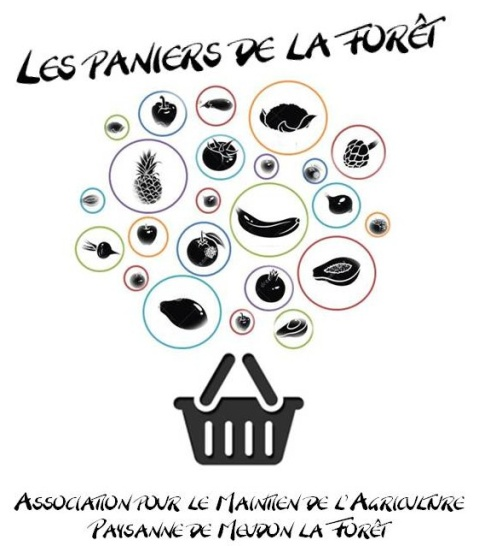 LES PANIERS DE LA FORÊT
ASSOCIATION POUR LE MAINTIEN DE L'AGRICULTURE
PAYSANNE DE MEUDON LA FORÊT